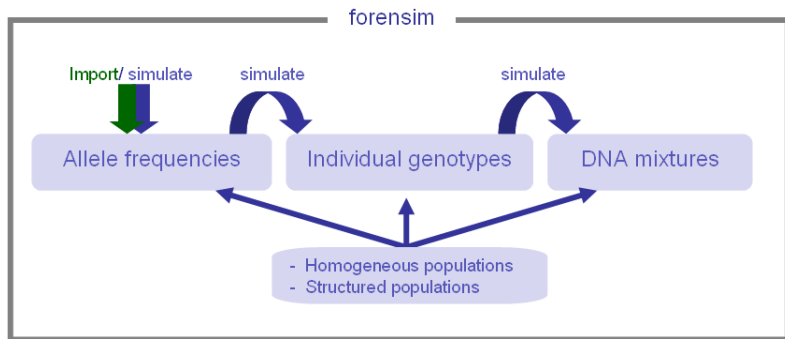 forensim
Import/ simulate
simulate
simulate
Allele frequencies
Individual genotypes
DNA mixtures
- Homogeneous populations
- Structured populations